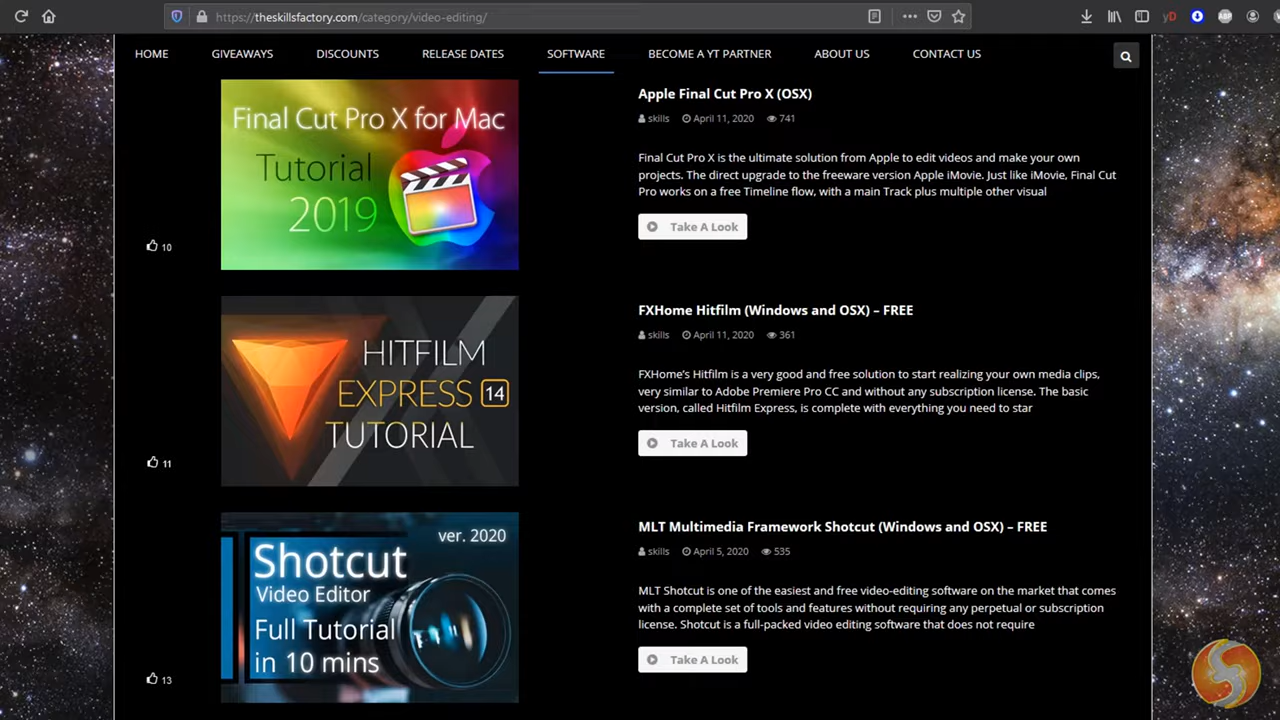 https://theskillsfactory.com/category/video-editing/
HOME GIVEAWAYS DISCOUNTS RELEASE DATES SOFTWARE BECOME A YT PARTNER ABOUT US CONTACT US
Final Cut Pro X for Mac
Tutorial
2019
10
Apple Final Cut Pro X (OSX)
skills April 11, 2020 741
Final Cut Pro X is the ultimate solution from Apple to edit videos and make your own
projects. The direct upgrade to the freeware version Apple iMovie. Just like iMovie, Final Cut
Pro works on a free Timeline flow, with a main Track plus multiple other visual
Take A Look
HITFILM
EXPRESS 14
TUTORIAL
11
FXHome Hitfilm (Windows and OSX) – FREE
skills April 11, 2020 361
FXHome's Hitfilm is a very good and free solution to start realizing your own media clips,
very similar to Adobe Premiere Pro CC and without any subscription license. The basic
version, called Hitfilm Express, is complete with everything you need to star
Take A Look
ver. 2020
Shotcut
Video Editor
Full Tutorial
in 10 mins
13
MLT Multimedia Framework Shotcut (Windows and OSX) – FREE
skills April 5, 2020 535
MLT Shotcut is one of the easiest and free video-editing software on the market that comes
with a complete set of tools and features without requiring any perpetual or subscription
license. Shotcut is a full-packed video editing software that does not require
Take A Look